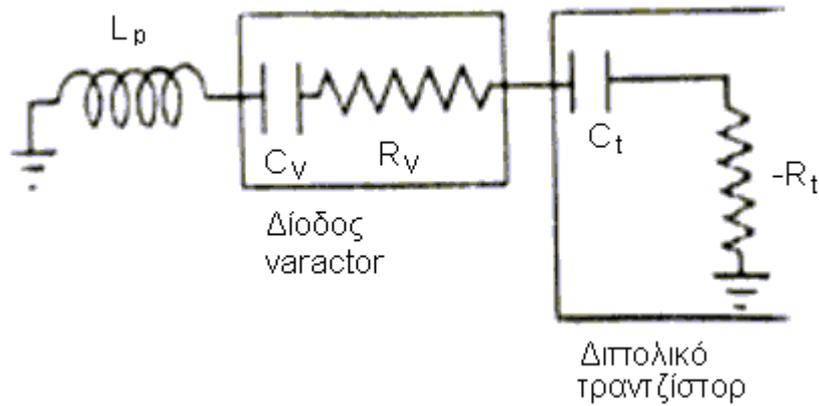 Lp
Cv
Rv
Ct
-Rt
Δίοδος
varactor
Διπολικό
τραντζίστορ